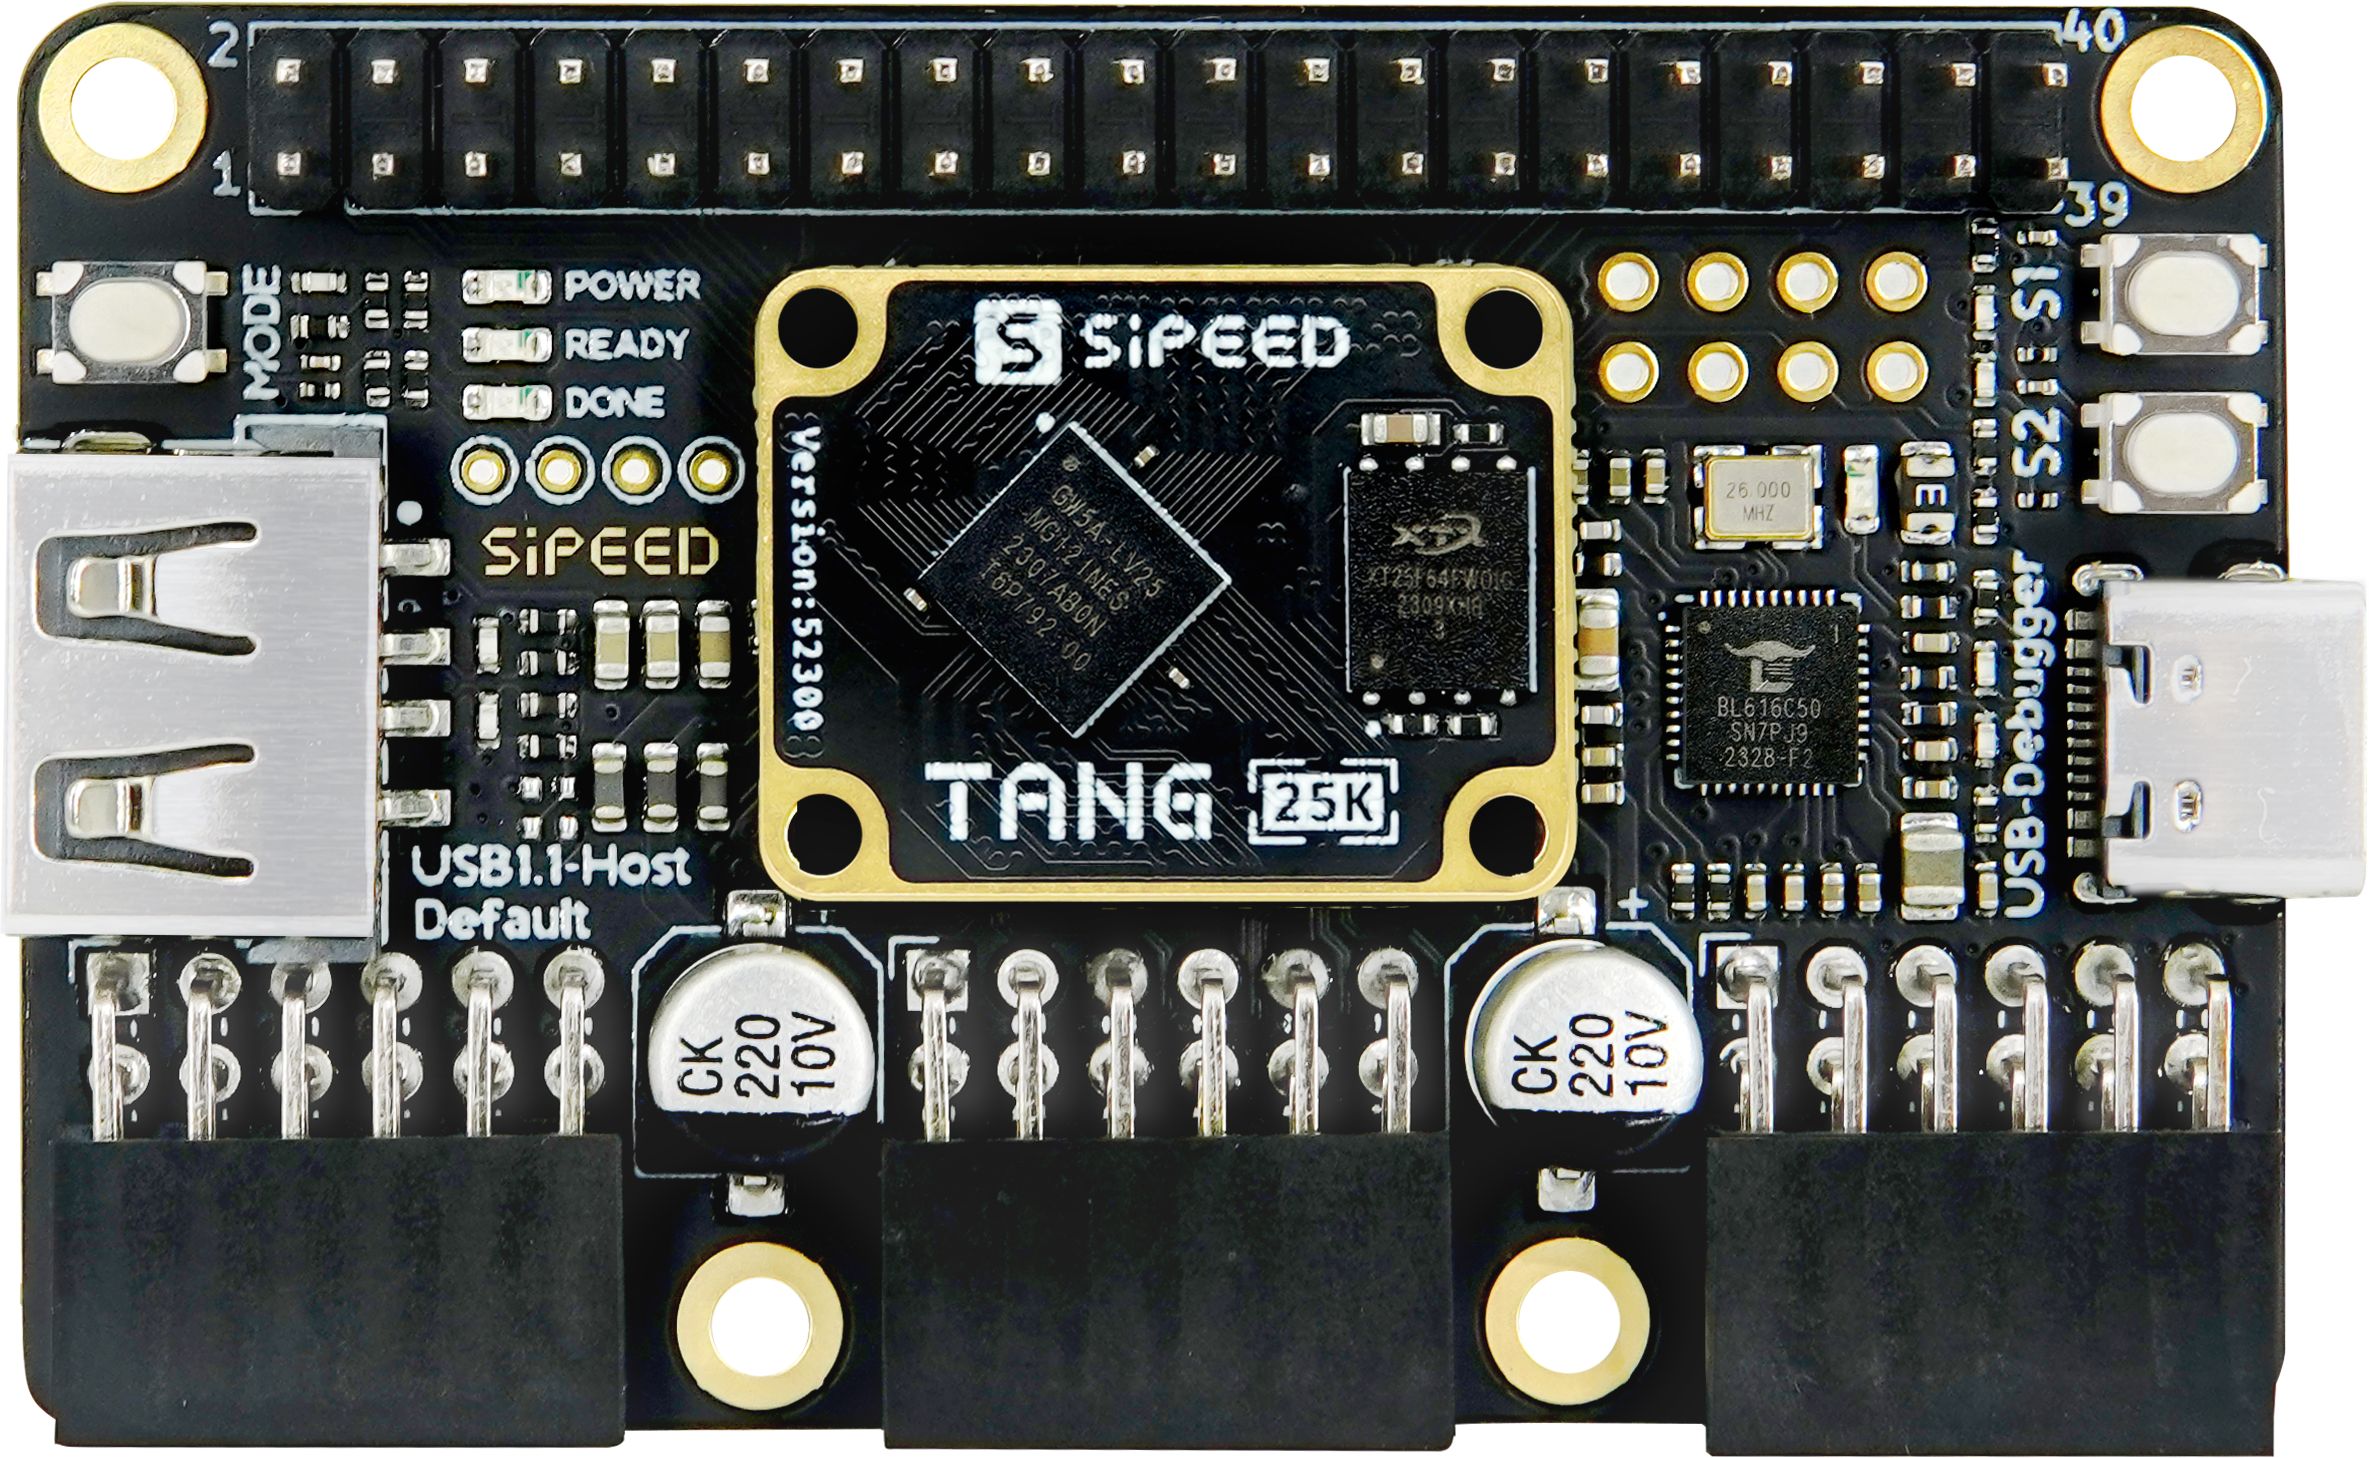 2
40
1
39
MODE
POWER
READY
DONE
SiPEED
S1
S2
SiPEED
Version:52300
GW5A-LV25
MG121NES
2307AB0N
T6P792-00
XTX
2309XHB
3
TANG 25K
26.000
MHZ
BL616C50
SN7PJ9
2328-F2
USB-Debugger
USB1.1-Host
Default
+
CK
220
10V
CK
220
10V